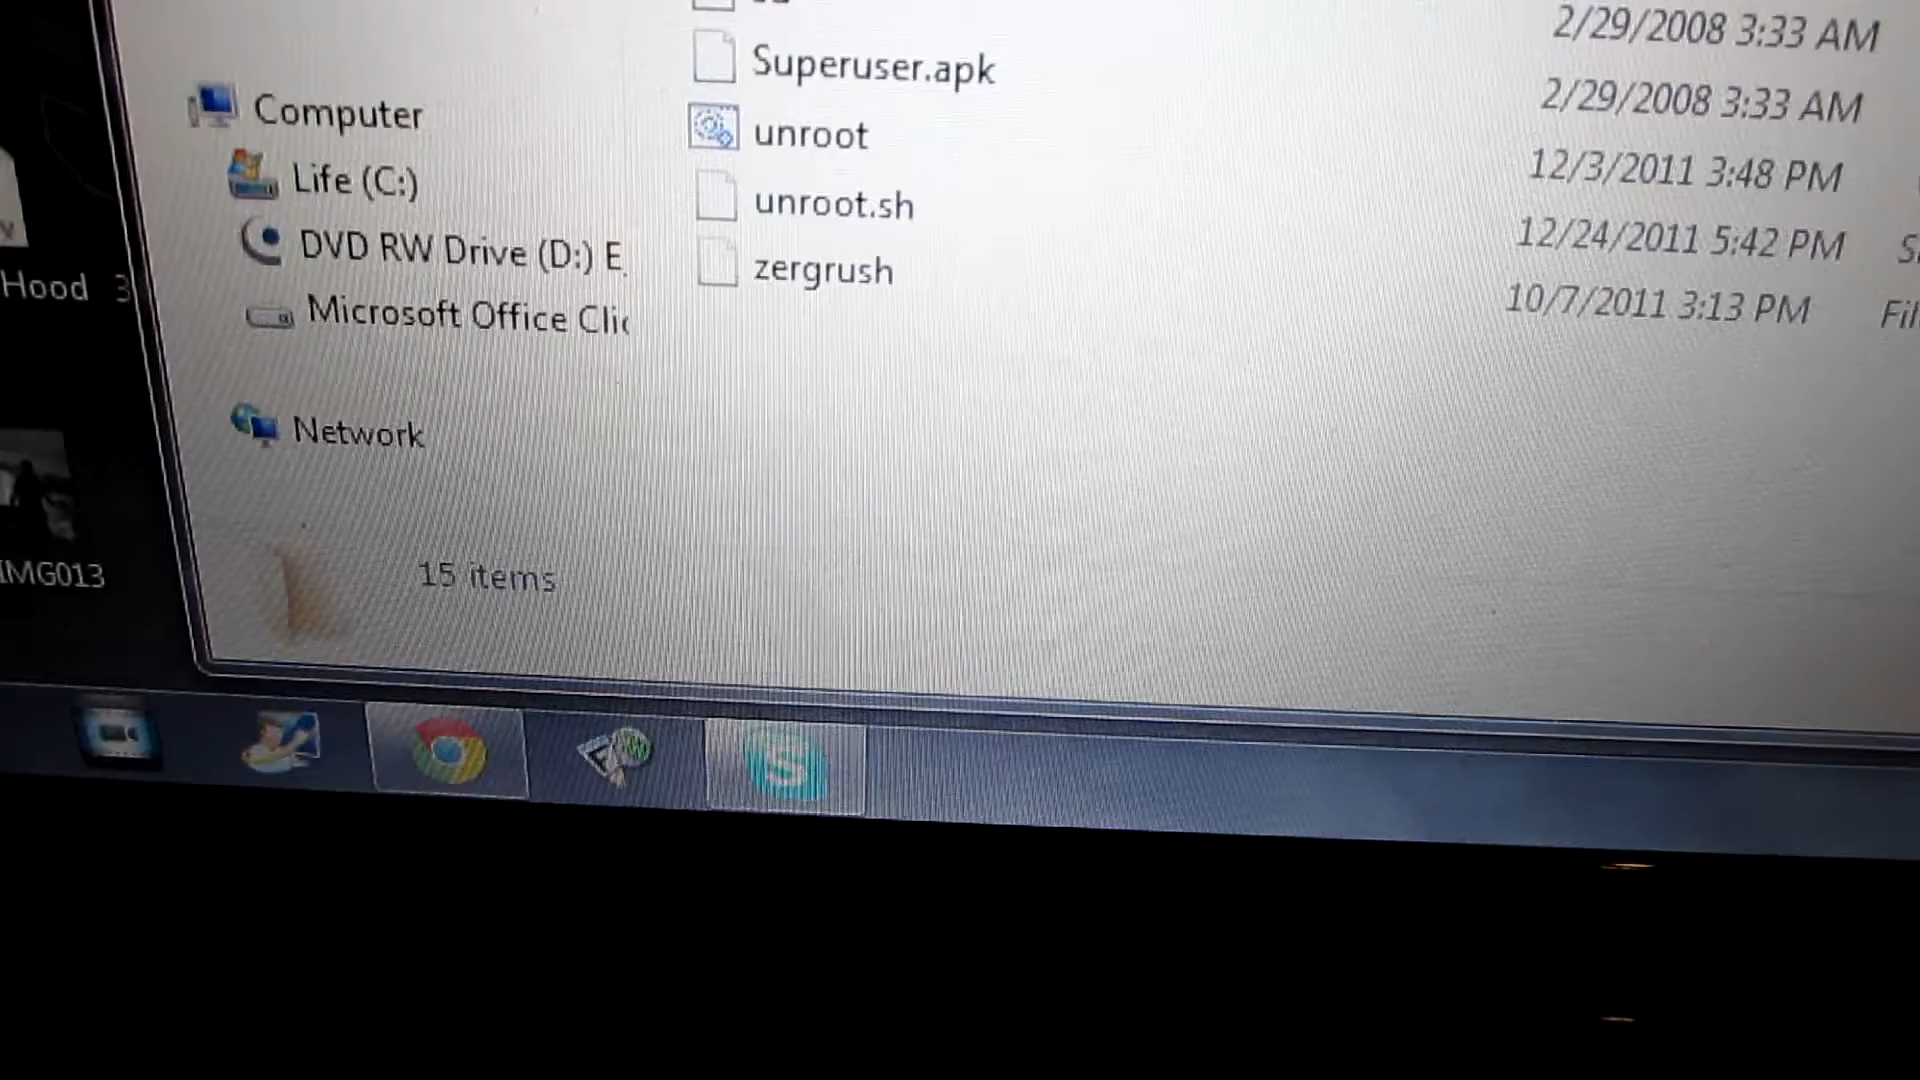 2/29/2008 3:33 AM
Superuser.apk 2/29/2008 3:33 AM
unroot 12/3/2011 3:48 PM
unroot.sh 12/24/2011 5:42 PM
zergrush 10/7/2011 3:13 PM
Computer
Life (C:)
DVD RW Drive (D:) E
Microsoft Office Clic
Network
15 items
Hood 3
IMG013